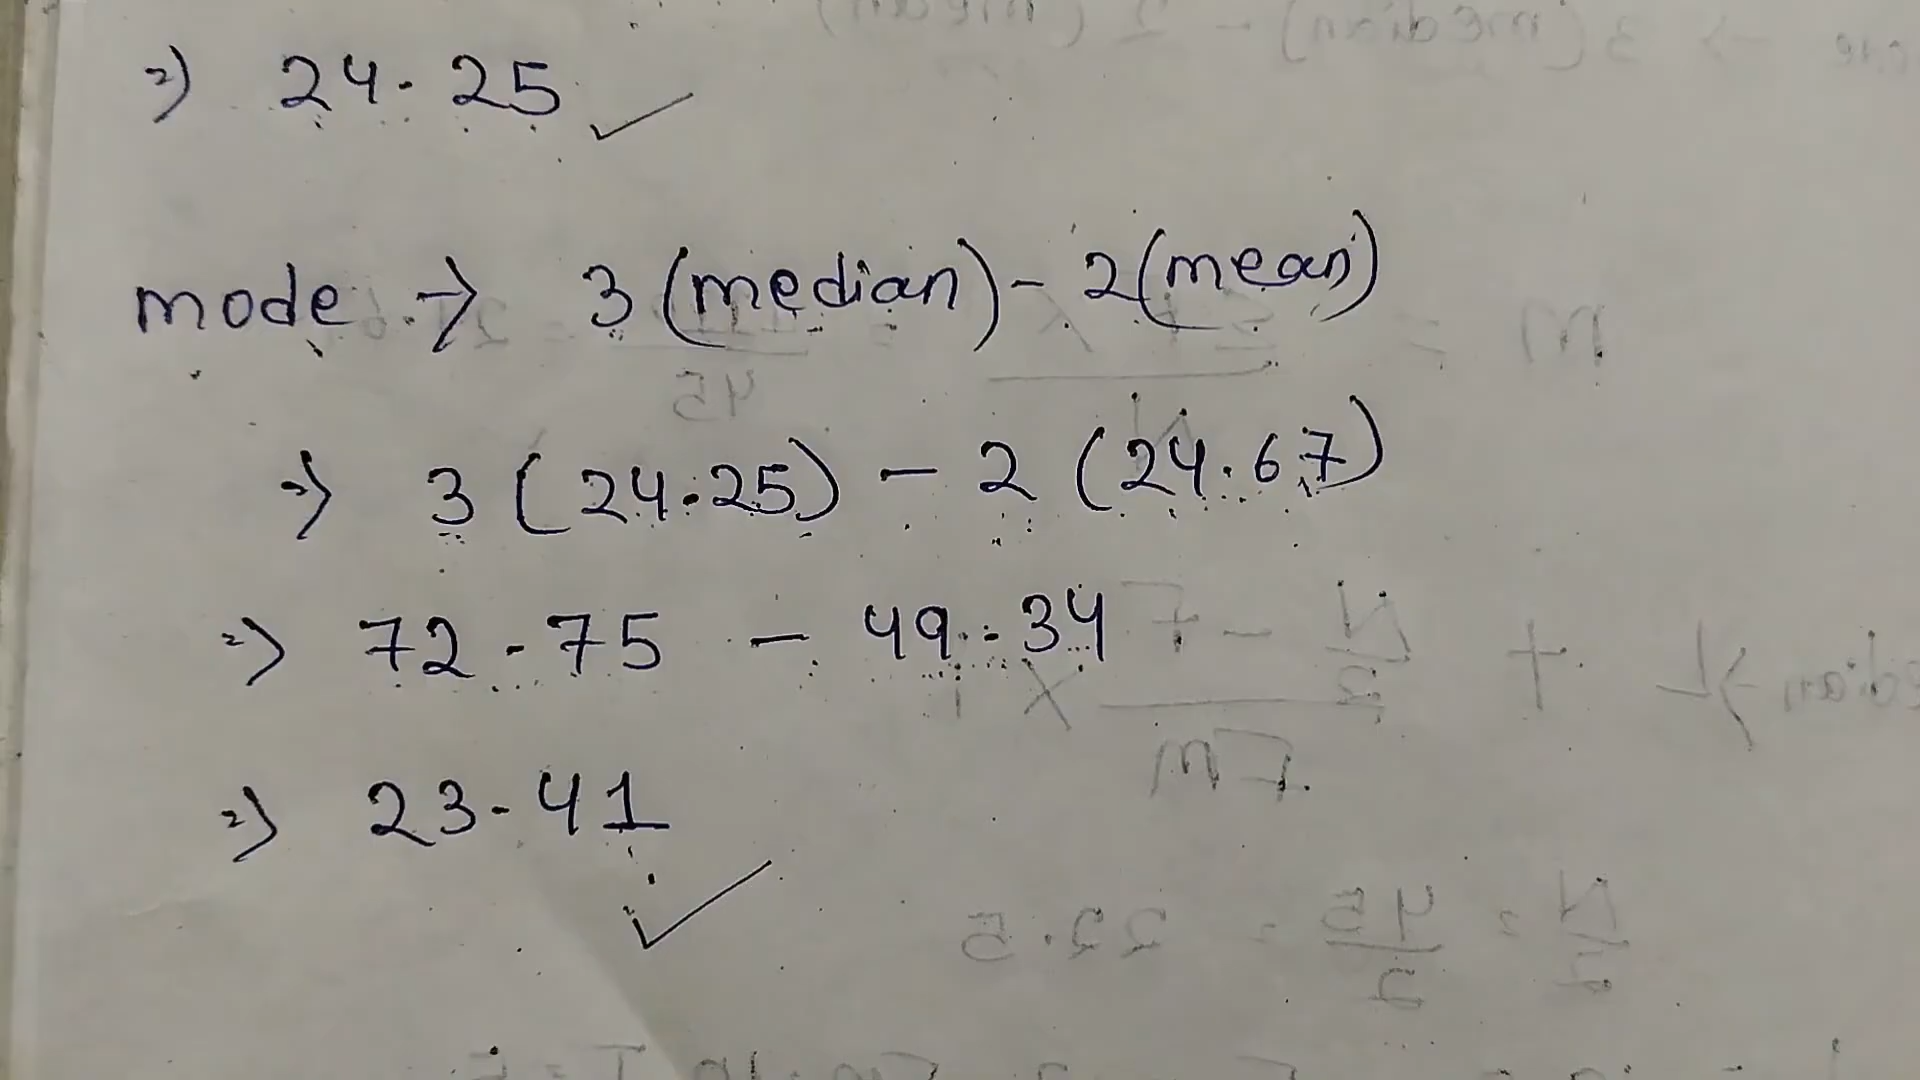 ⇒ 24.25 ✓
mode → 3 (median) - 2 (mean)
⇒ 3 (24.25) - 2 (24.67)
⇒ 72.75 - 49.34
⇒ 23.41 ✓